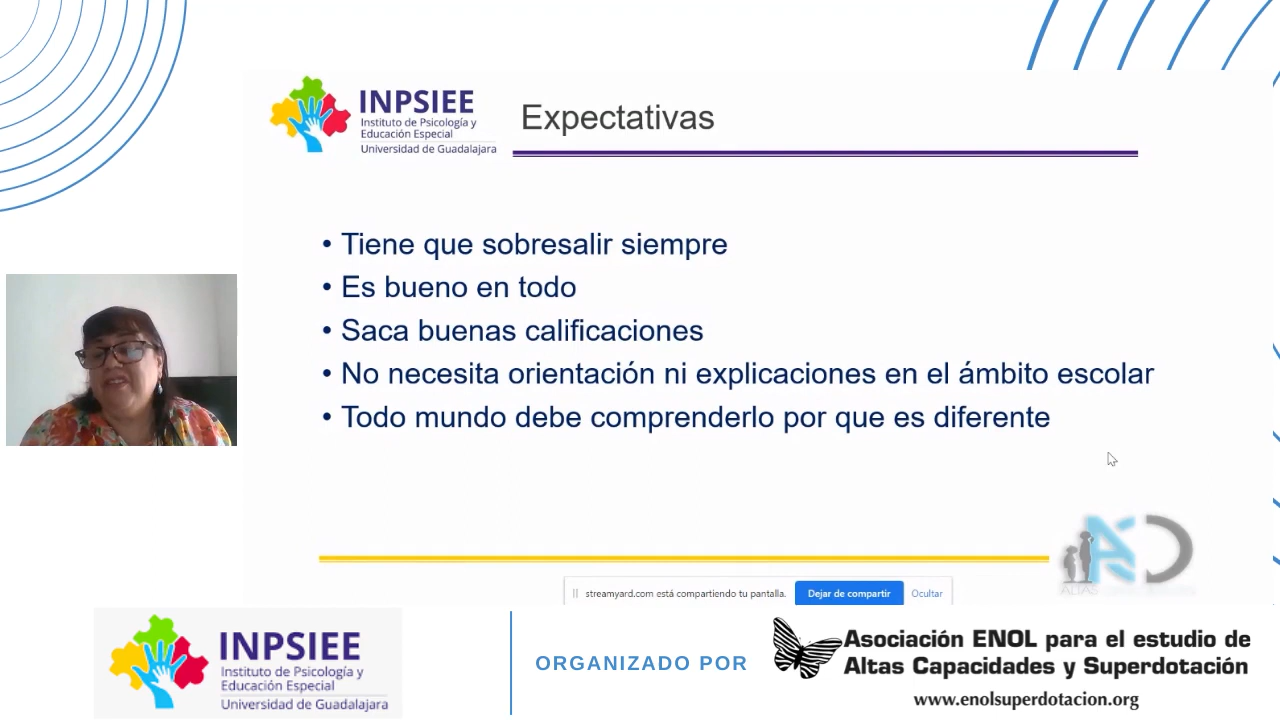 INPSIEE
Instituto de Psicología y
Educación Especial
Universidad de Guadalajara
Expectativas
• Tiene que sobresalir siempre
• Es bueno en todo
• Saca buenas calificaciones
• No necesita orientación ni explicaciones en el ámbito escolar
• Todo mundo debe comprenderlo por que es diferente
ALTAS
streamyard.com está compartiendo tu pantalla.
Dejar de compartir
Ocultar
INPSIEE
Instituto de Psicología y
Educación Especial
Universidad de Guadalajara
ORGANIZADO POR
Asociación ENOL para el estudio de
Altas Capacidades y Superdotación
www.enolsuperdotacion.org